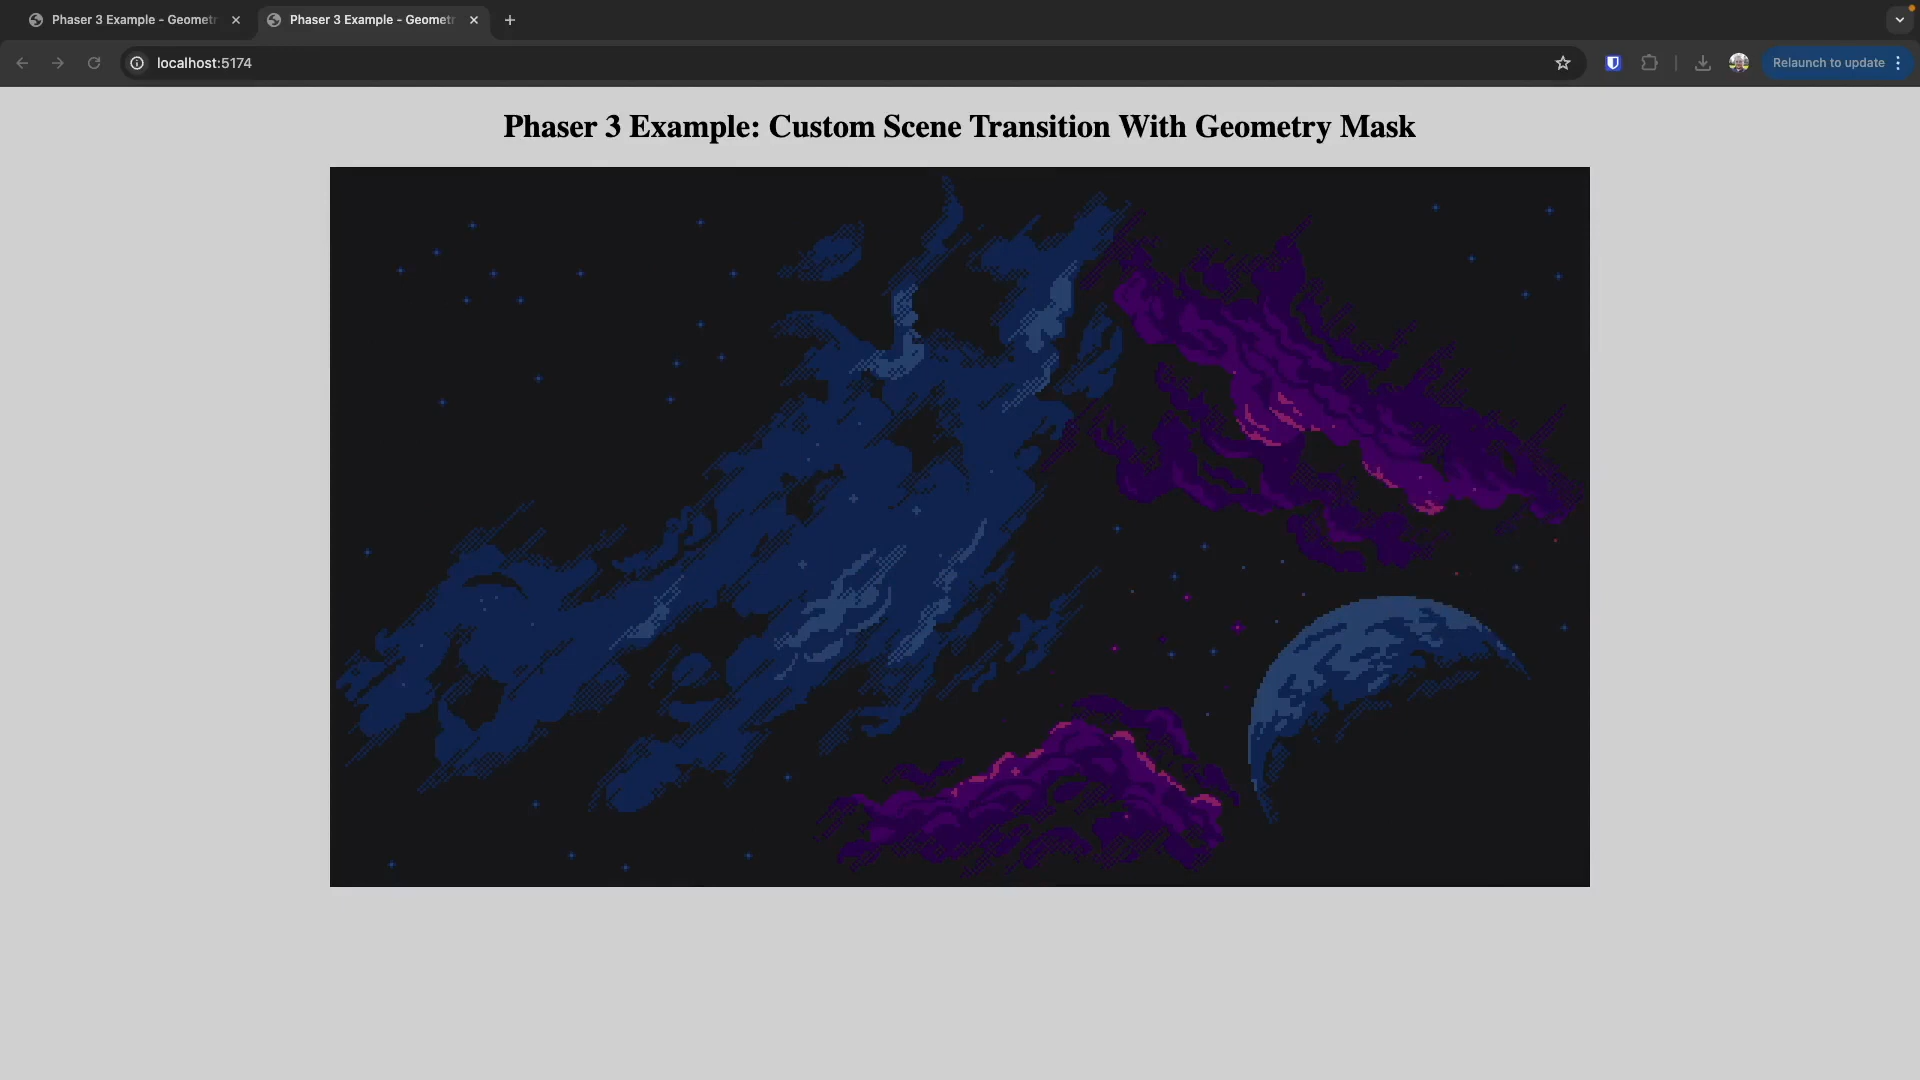 Phaser 3 Example - Geometr
Phaser 3 Example - Geometr
localhost:5174
Relaunch to update
Phaser 3 Example: Custom Scene Transition With Geometry Mask